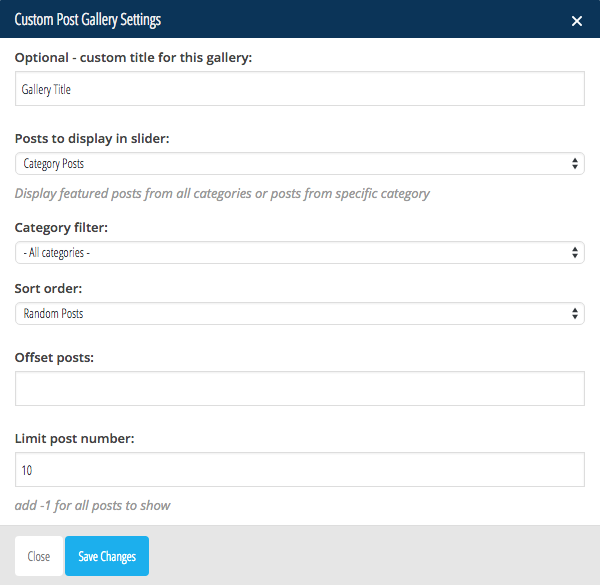 Custom Post Gallery Settings
Optional - custom title for this gallery:
Gallery Title
Posts to display in slider:
Category Posts
Display featured posts from all categories or posts from specific category
Category filter:
- All categories -
Sort order:
Random Posts
Offset posts:
Limit post number:
10
add -1 for all posts to show
Close
Save Changes